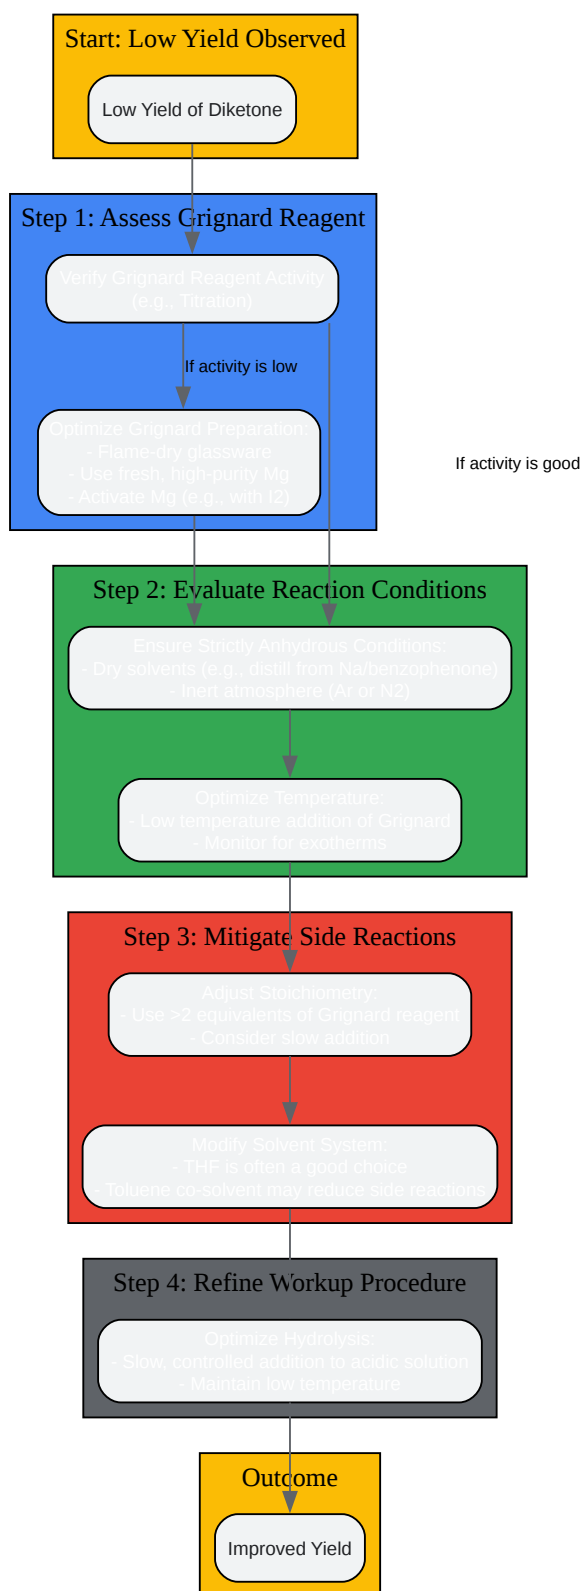 Start: Low Yield Observed
Low Yield of Diketone
Step 1: Assess Grignard Reagent
Verify Grignard Reagent Activity
(e.g., Titration)
If activity is low
Optimize Grignard Preparation:
- Flame-dry glassware
- Use fresh, high-purity Mg
- Activate Mg (e.g., with I2)
If activity is good
Step 2: Evaluate Reaction Conditions
Ensure Strictly Anhydrous Conditions:
- Dry solvents (e.g., distill from Na/benzophenone)
- Inert atmosphere (Ar or N2)
Optimize Temperature:
- Low temperature addition of Grignard
- Monitor for exotherms
Step 3: Mitigate Side Reactions
Adjust Stoichiometry:
- Use >2 equivalents of Grignard reagent
- Consider slow addition
Modify Solvent System:
- THF is often a good choice
- Toluene co-solvent may reduce side reactions
Step 4: Refine Workup Procedure
Optimize Hydrolysis:
- Slow, controlled addition to acidic solution
- Maintain low temperature
Outcome
Improved Yield